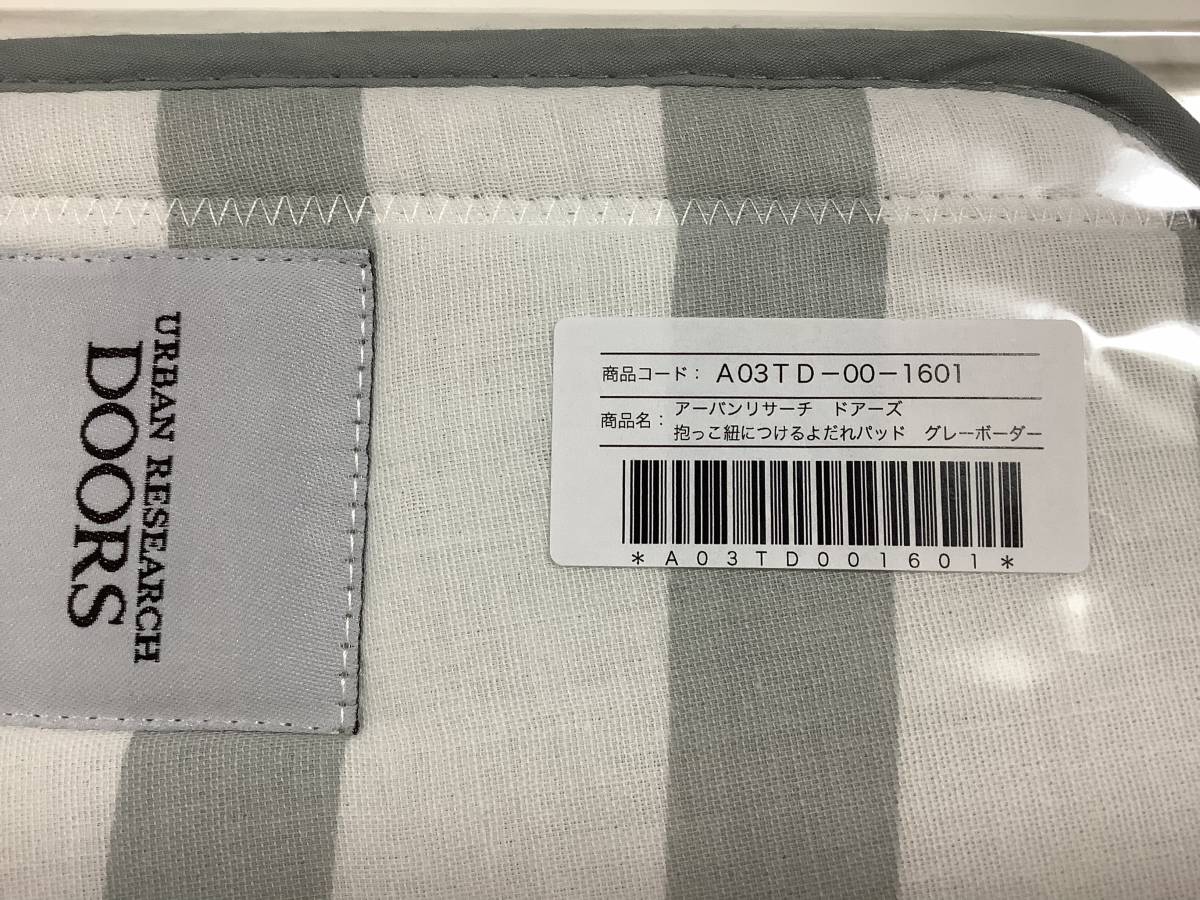 URBAN RESEARCH
DOORS
商品コード： A03TD-00-1601
商品名： アーバンリサーチ　ドアーズ
抱っこ紐につけるよだれパッド　グレーボーダー
*A03TD001601*